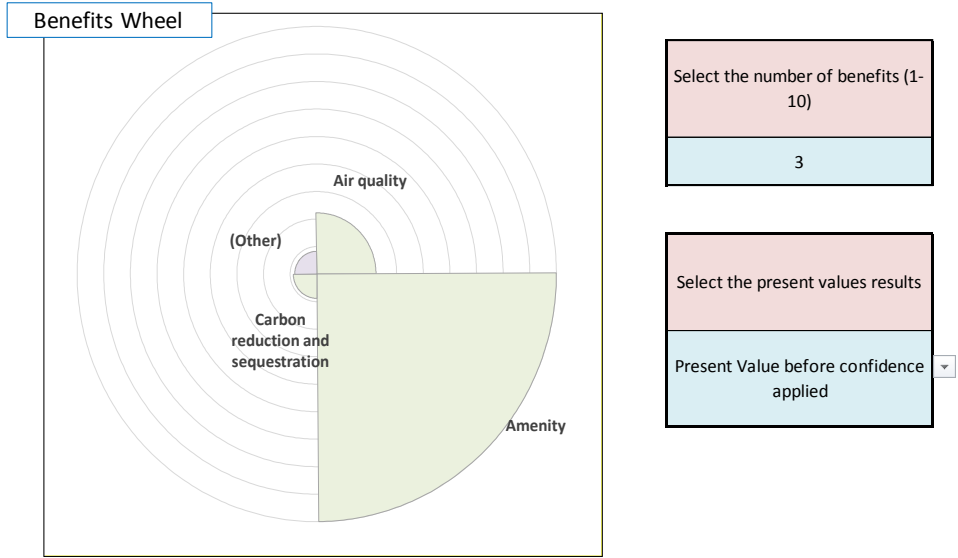 Benefits Wheel
Air quality
(Other)
Carbon
reduction and
sequestration
Amenity
Select the number of benefits (1-
10)
3
Select the present values results
Present Value before confidence
applied